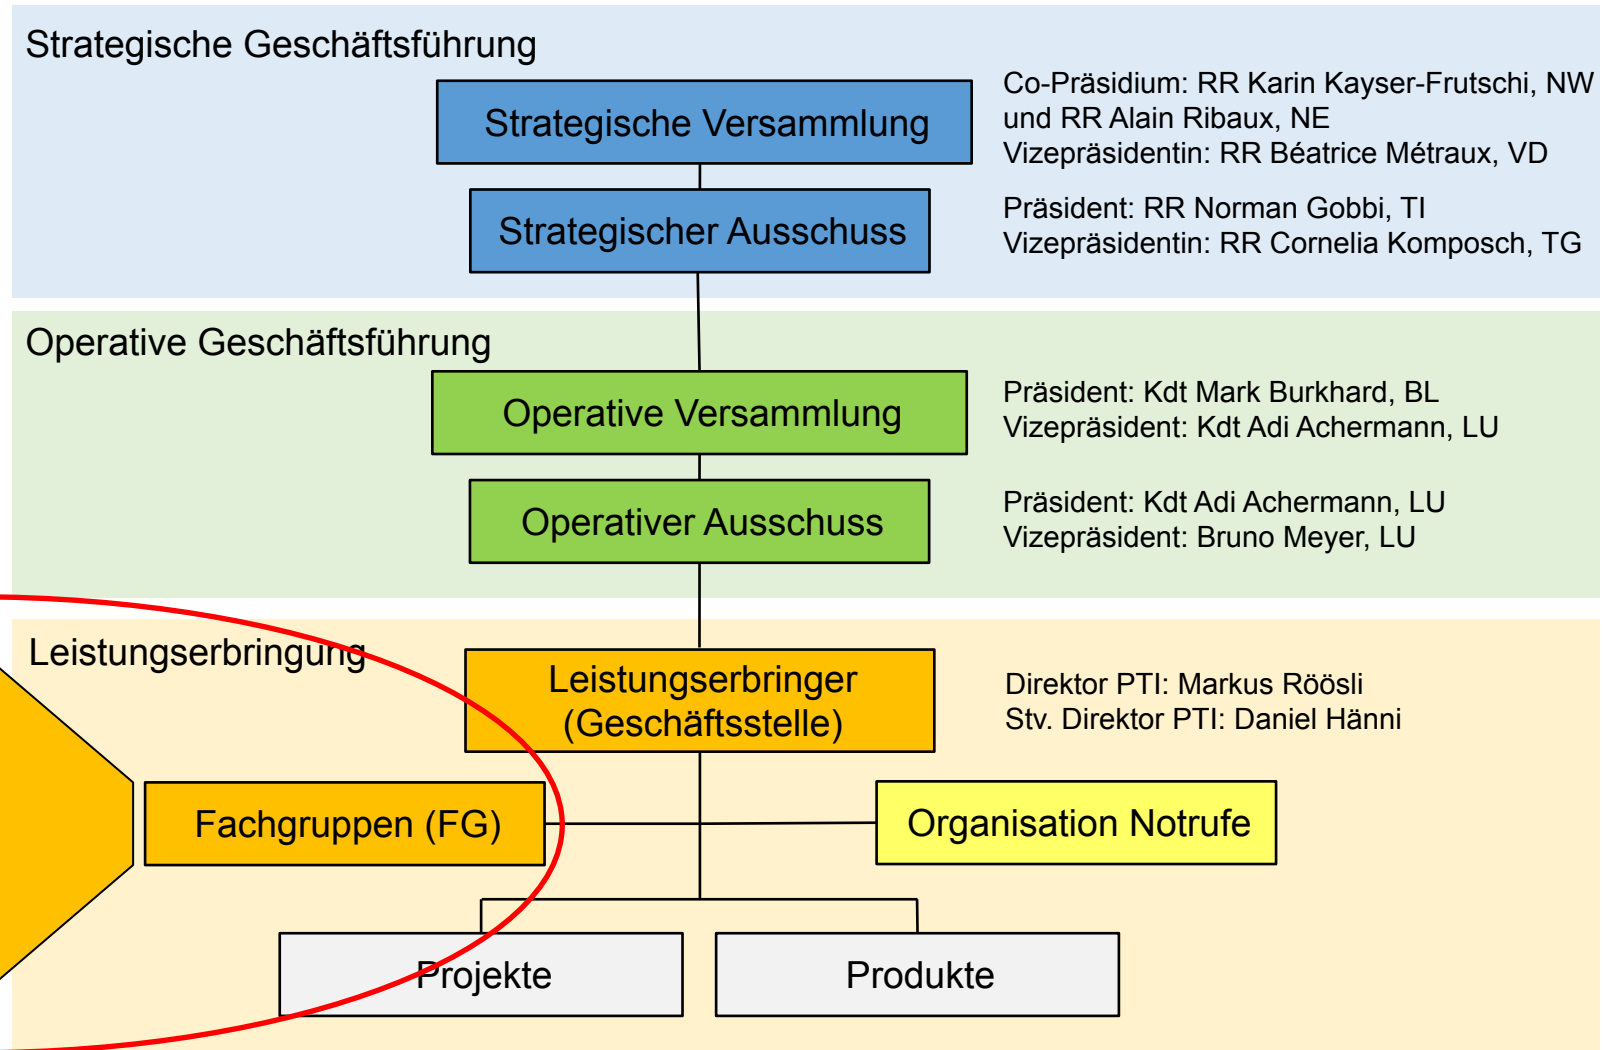 Strategische Geschäftsführung
Strategische Versammlung
Co-Präsidium: RR Karin Kayser-Frutschi, NW
und RR Alain Ribaux, NE
Vizepräsidentin: RR Béatrice Métraux, VD
Strategischer Ausschuss
Präsident: RR Norman Gobbi, TI
Vizepräsidentin: RR Cornelia Komposch, TG
Operative Geschäftsführung
Operative Versammlung
Präsident: Kdt Mark Burkhard, BL
Vizepräsident: Kdt Adi Achermann, LU
Operativer Ausschuss
Präsident: Kdt Adi Achermann, LU
Vizepräsident: Bruno Meyer, LU
Leistungserbringung
Leistungserbringer
(Geschäftsstelle)
Direktor PTI: Markus Röösli
Stv. Direktor PTI: Daniel Hänni
Fachgruppen (FG)
Organisation Notrufe
Projekte
Produkte